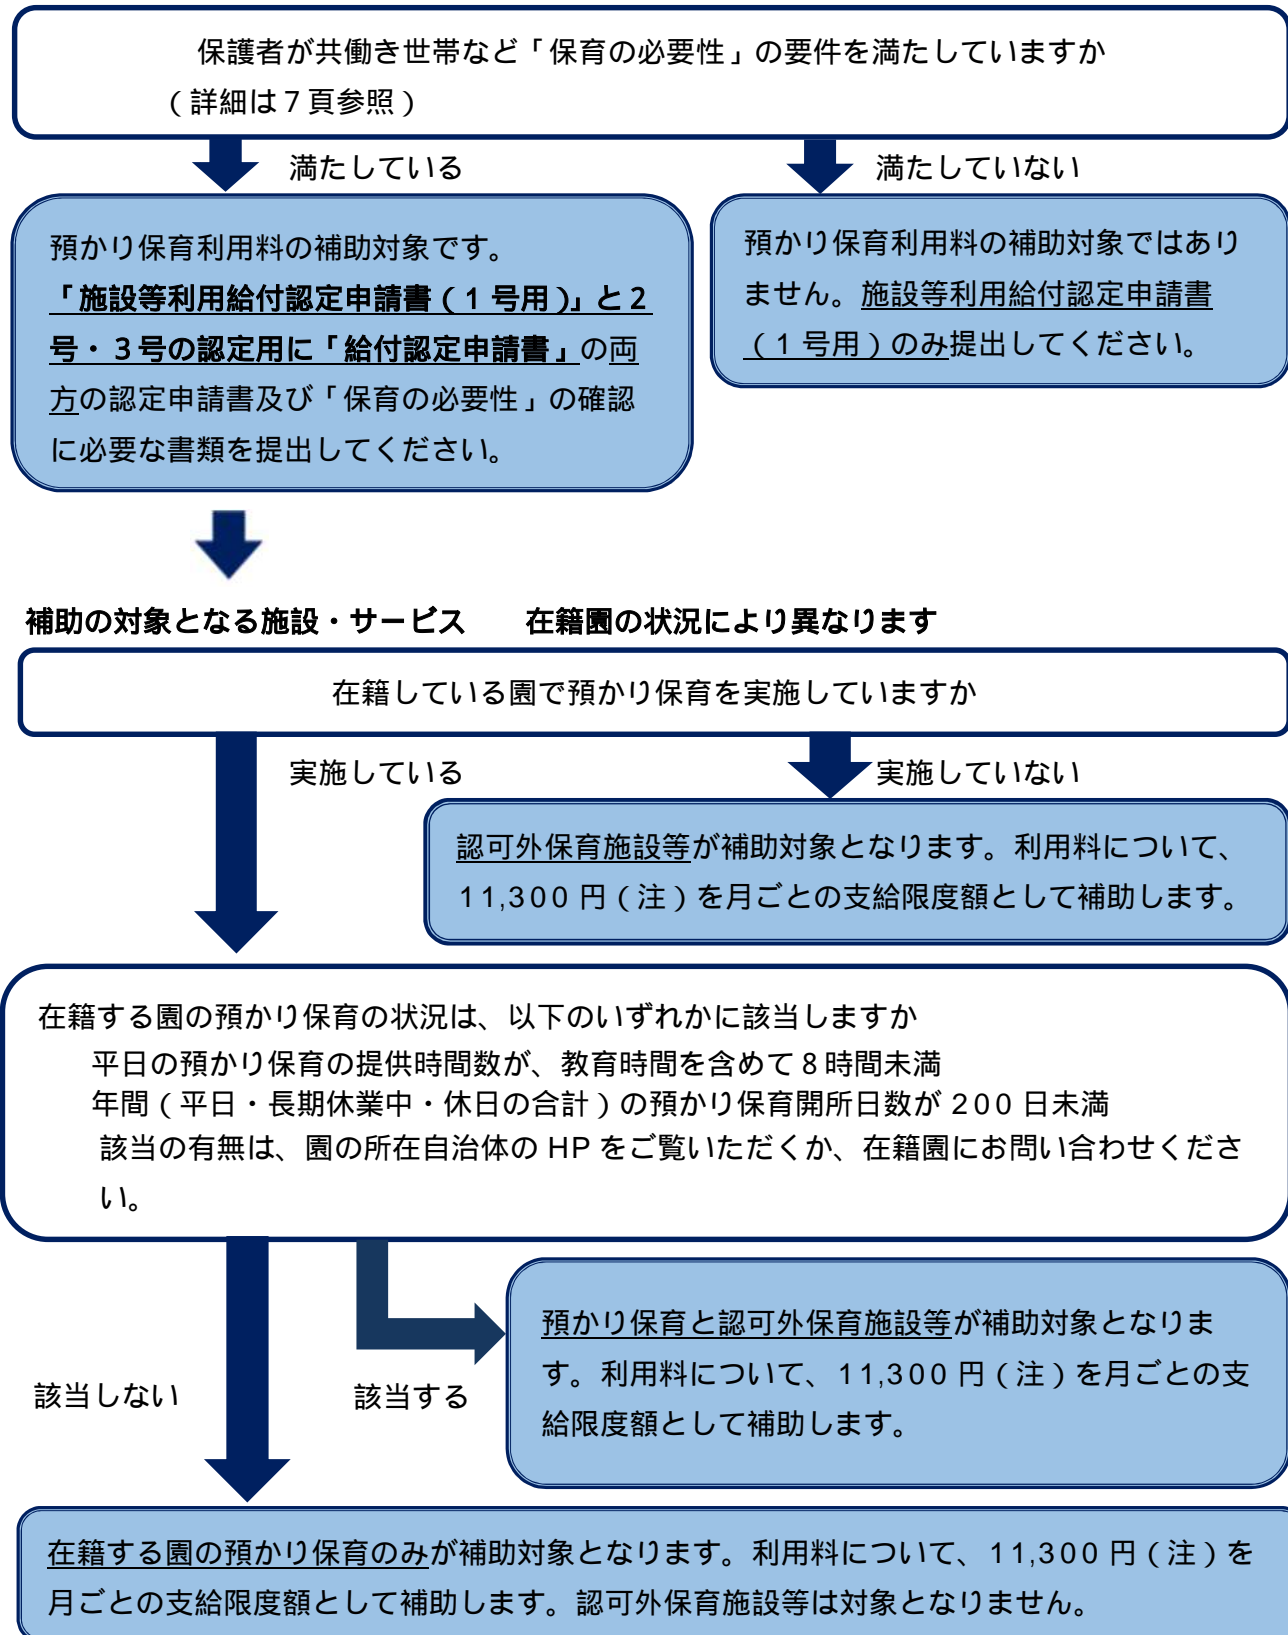 保護者が共働き世帯など「保育の必要性」の要件を満たしていますか
（詳細は７頁参照）
満たしている
満たしていない
預かり保育利用料の補助対象です。
「施設等利用給付認定申請書（１号用）」と２
号・３号の認定用に「給付認定申請書」の両
方の認定申請書及び「保育の必要性」の確認
に必要な書類を提出してください。
預かり保育利用料の補助対象ではあり
ません。施設等利用給付認定申請書
（１号用）のみ提出してください。
補助の対象となる施設・サービス　　在籍園の状況により異なります
在籍している園で預かり保育を実施していますか
実施している
実施していない
認可外保育施設等が補助対象となります。利用料について、
11,300 円（注）を月ごとの支給限度額として補助します。
在籍する園の預かり保育の状況は、以下のいずれかに該当しますか
平日の預かり保育の提供時間数が、教育時間を含めて８時間未満
年間（平日・長期休業中・休日の合計）の預かり保育開所日数が 200 日未満
該当の有無は、園の所在自治体の HP をご覧いただくか、在籍園にお問い合わせくださ
い。
預かり保育と認可外保育施設等が補助対象となりま
す。利用料について、11,300 円（注）を月ごとの支
給限度額として補助します。
該当しない
該当する
在籍する園の預かり保育のみが補助対象となります。利用料について、11,300 円（注）を
月ごとの支給限度額として補助します。認可外保育施設等は対象となりません。